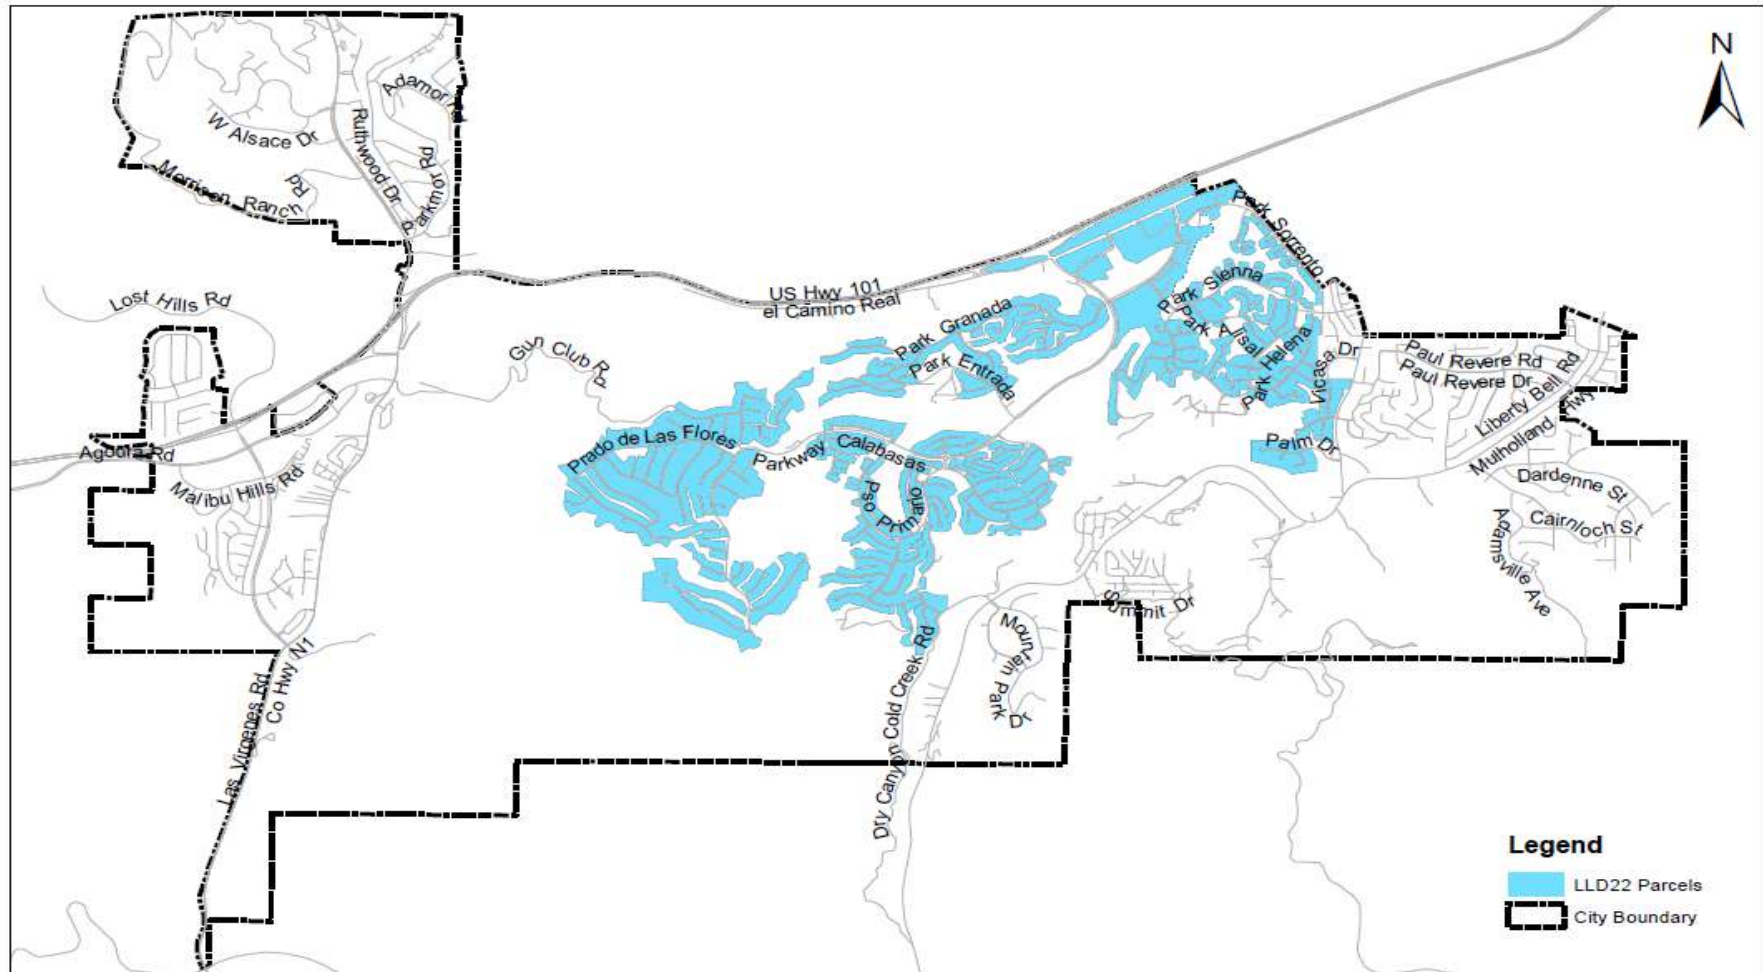 N
Adamor Rd
W Alsace Dr
Ruthwood Dr
Parkmor Rd
Morrison Ranch Rd
Park Sorrento
Lost Hills Rd
US Hwy 101
el Camino Real
Park Sienna
Park Alisal
Park Granada
Park Entrada
Park Helena
Vicasa Dr
Gun Club Rd
Paul Revere Rd
Paul Revere Dr
Liberty Bell Rd
Mulholland Hwy
Agoura Rd
Malibu Hills Rd
Prado de Las Flores
Parkway Calabasas
Palm Dr
Paseo Primario
Dardenne St
Cairnloch St
Adamsville Ave
Summit Dr
Mountain Park Dr
Las Virgenes Rd
Co Hwy N1
Dry Canyon Cold Creek Rd
Legend
LLD22 Parcels
City Boundary